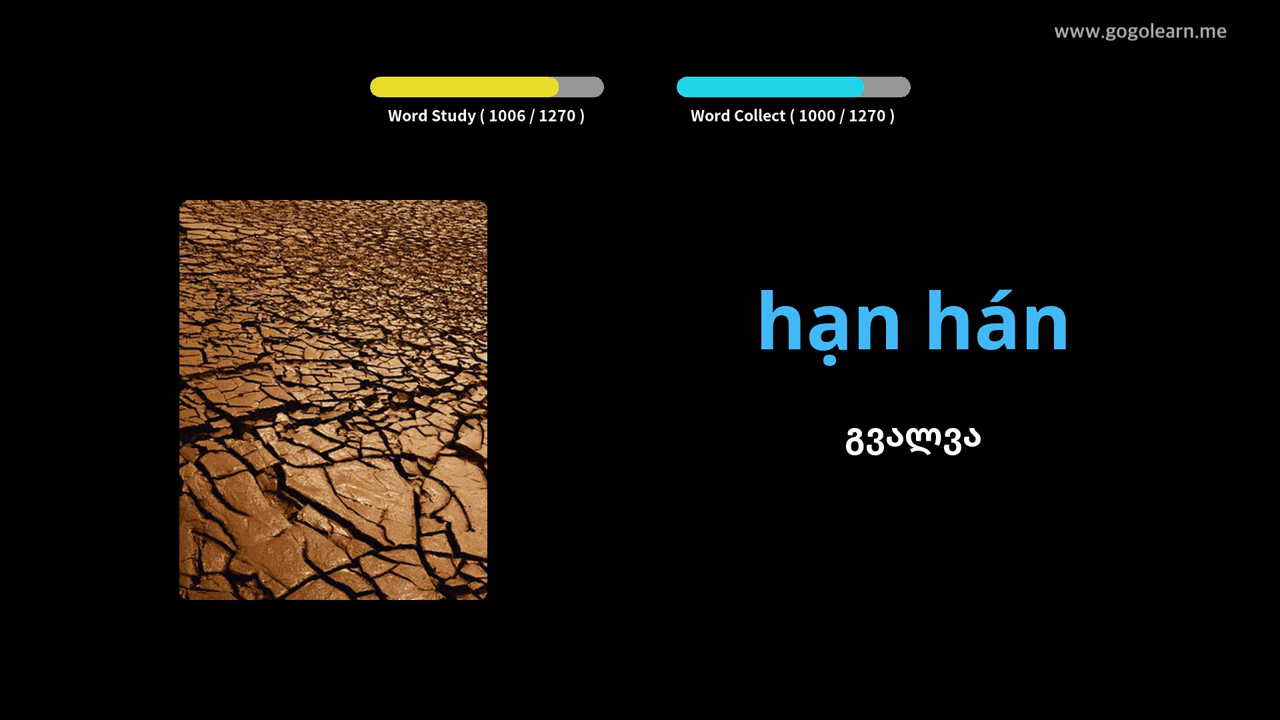 www.gogolearn.me
Word Study ( 1006 / 1270 )
Word Collect ( 1000 / 1270 )
hạn hán
გვალვა